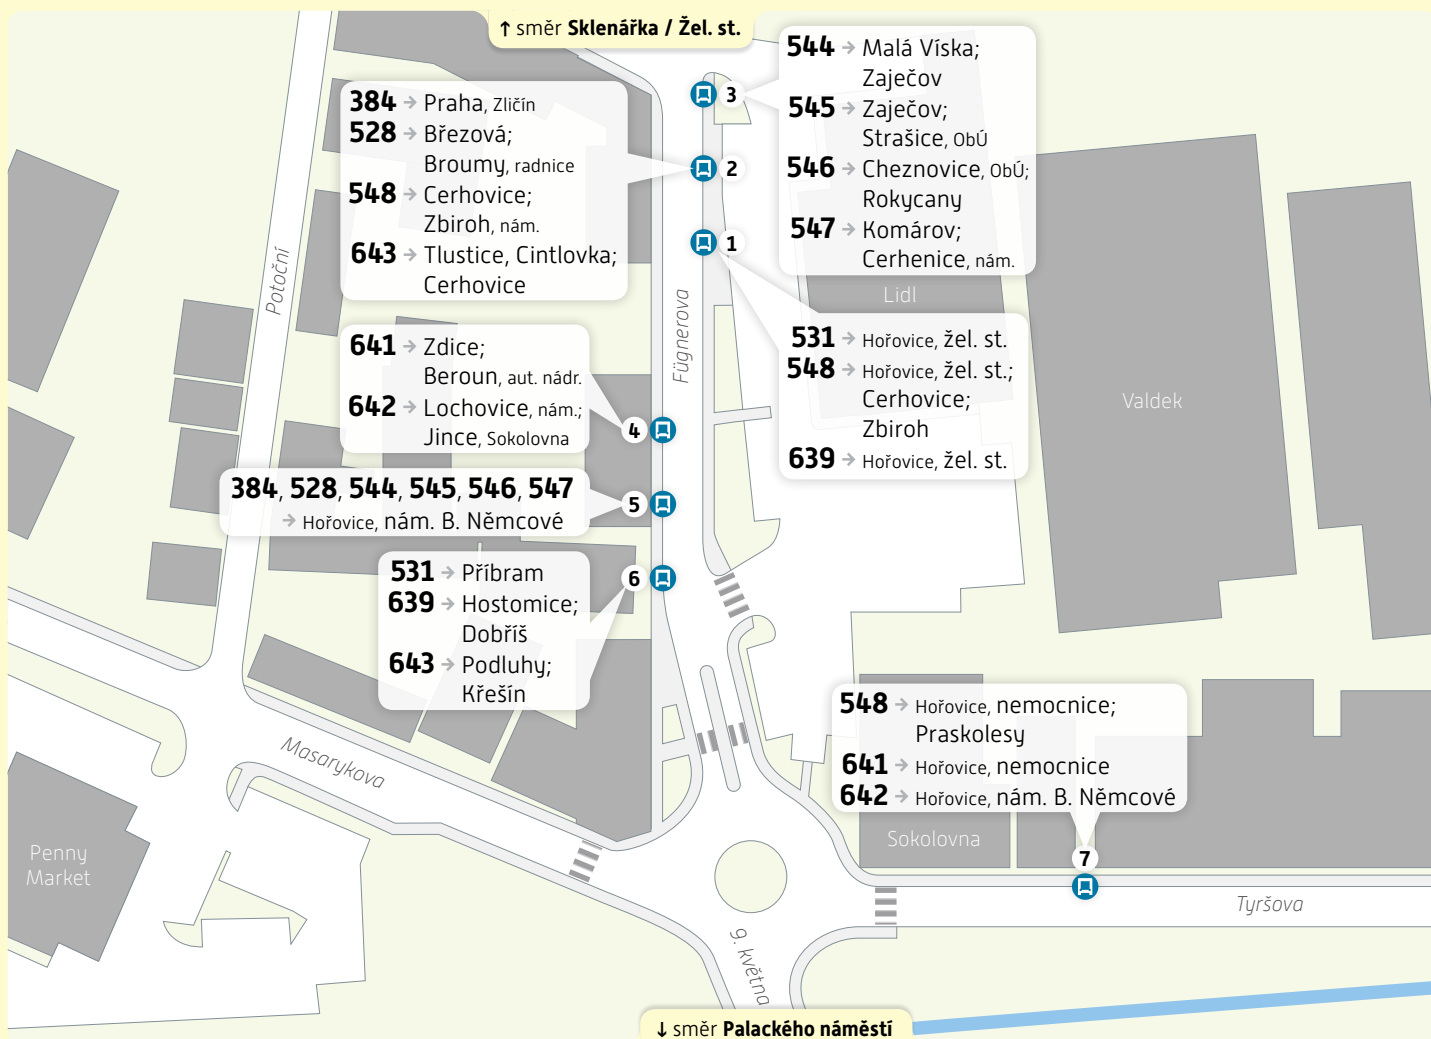 ↑ směr Sklenářka / Žel. st.
384 → Praha, Zličín
528 → Březová;
Broumy, radnice
548 → Cerhovice;
Zbiroh, nám.
643 → Tlustice, Cintlovka;
Cerhovice
3
2
1
544 → Malá Víska;
Zaječov
545 → Zaječov;
Strašice, ObÚ
546 → Cheznovice, ObÚ;
Rokycany
547 → Komárov;
Cerhenice, nám.
Lidl
531 → Hořovice, žel. st.
548 → Hořovice, žel. st.;
Cerhovice;
Zbiroh
639 → Hořovice, žel. st.
Valdek
Potoční
Fügnerova
641 → Zdice;
Beroun, aut. nádr.
642 → Lochovice, nám.;
Jince, Sokolovna
4
384, 528, 544, 545, 546, 547
→ Hořovice, nám. B. Němcové
5
531 → Příbram
639 → Hostomice;
Dobříš
643 → Podluhy;
Křešín
6
548 → Hořovice, nemocnice;
Praskolesy
641 → Hořovice, nemocnice
642 → Hořovice, nám. B. Němcové
7
Masarykova
Penny
Market
Sokolovna
Tyršova
9. května
↓ směr Palackého náměstí